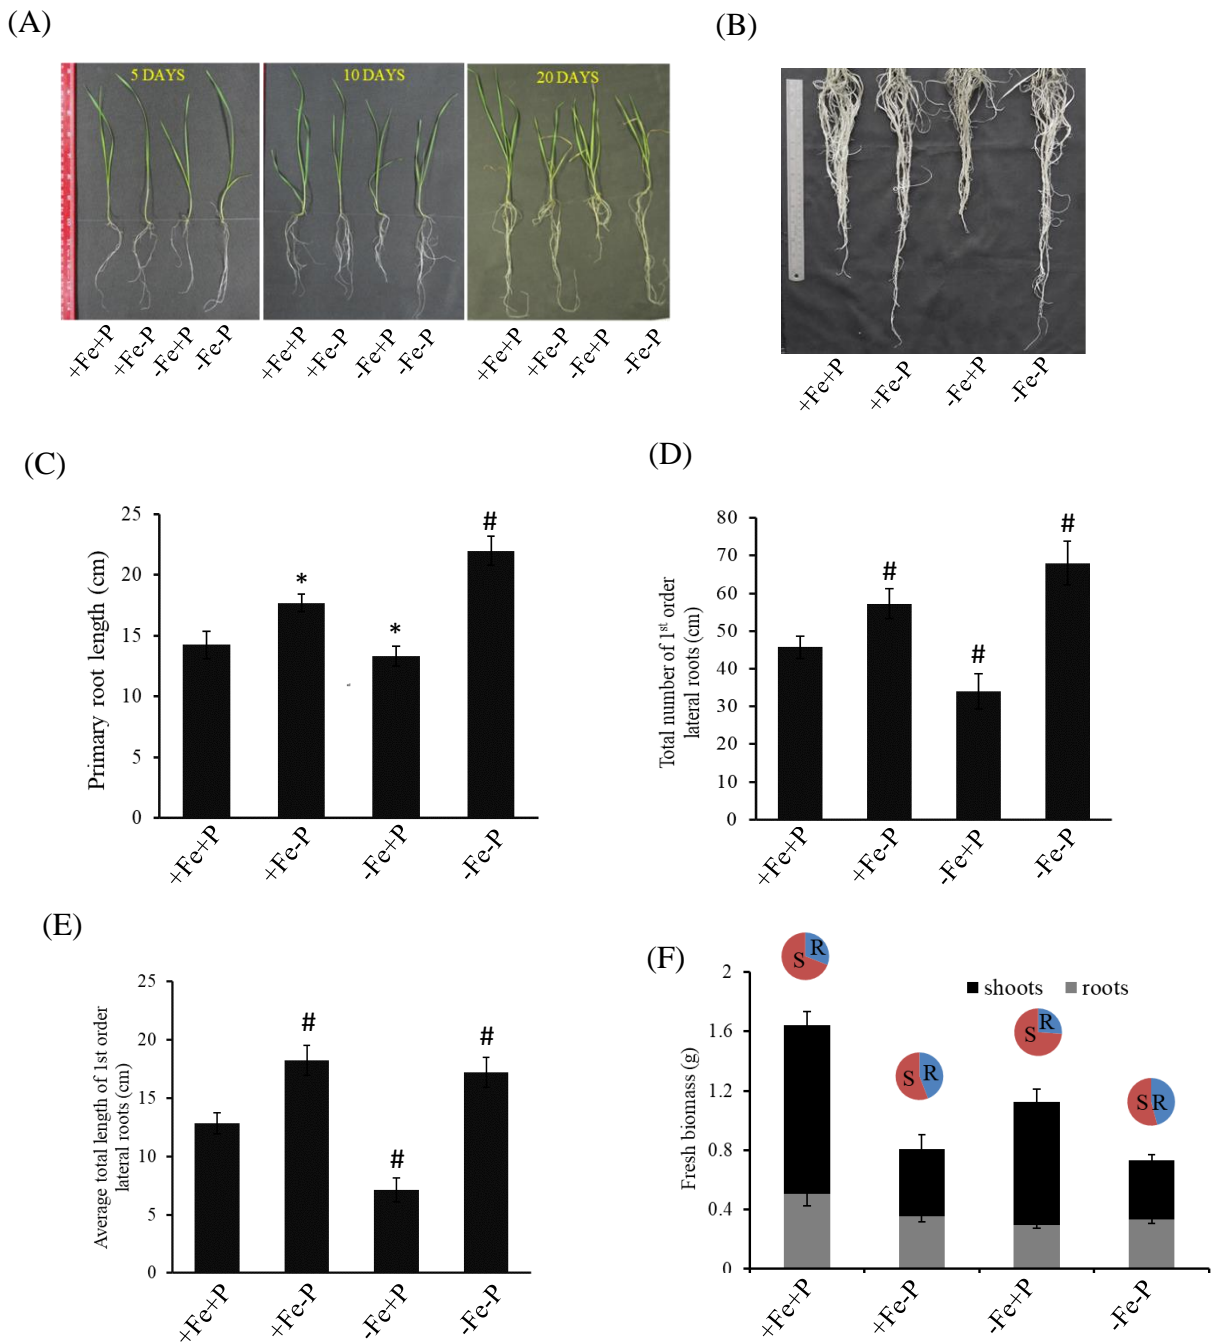 (A)
(B)
5 DAYS
10 DAYS
20 DAYS
+Fe+P
+Fe-P
-Fe+P
-Fe-P
+Fe+P
+Fe-P
-Fe+P
-Fe-P
+Fe+P
+Fe-P
-Fe+P
-Fe-P
+Fe+P
+Fe-P
-Fe+P
-Fe-P
(C)
Primary root length (cm)
25
20
15
10
5
0
*
*
#
+Fe+P
+Fe-P
-Fe+P
-Fe-P
(D)
Total number of 1st order
lateral roots (cm)
80
70
60
50
40
30
20
10
0
#
#
#
+Fe+P
+Fe-P
-Fe+P
-Fe-P
(E)
Average total length of 1st order
lateral roots (cm)
25
20
15
10
5
0
#
#
#
+Fe+P
+Fe-P
-Fe+P
-Fe-P
(F)
Fresh biomass (g)
2
1.6
1.2
0.8
0.4
0
shoots
roots
S R
S R
S R
S R
+Fe+P
+Fe-P
-Fe+P
-Fe-P